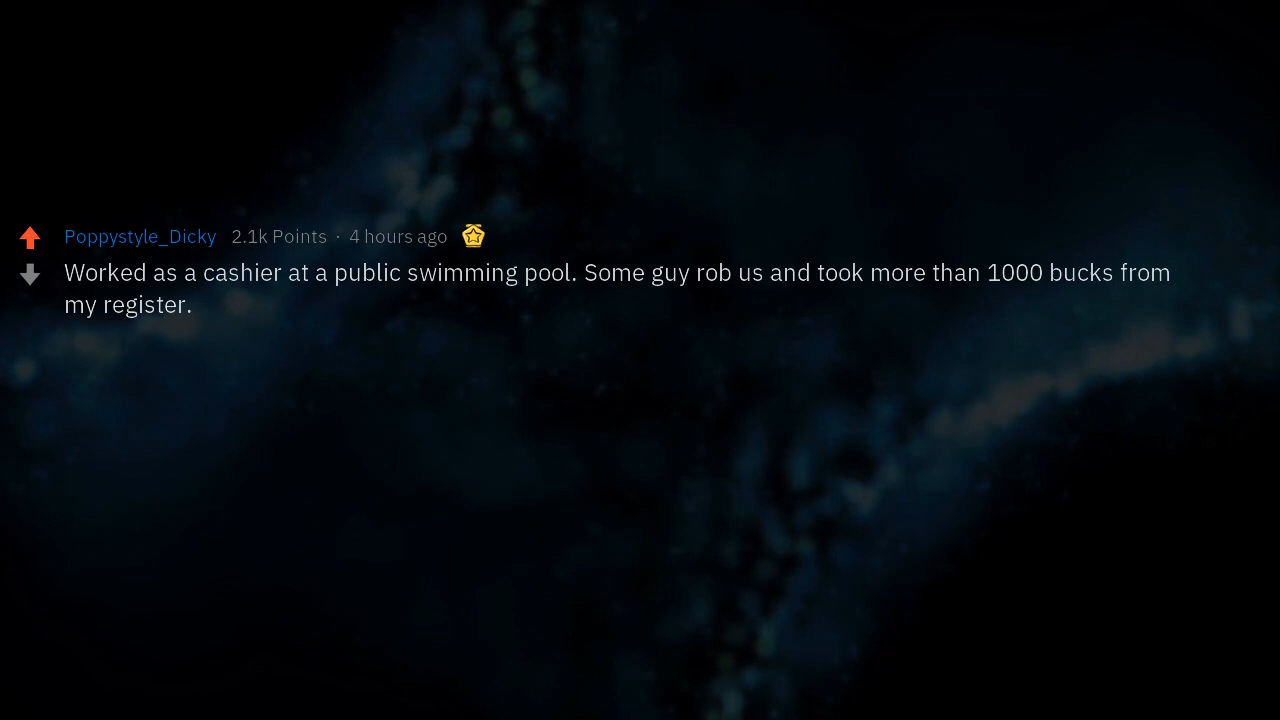 Poppystyle_Dicky 2.1k Points · 4 hours ago
Worked as a cashier at a public swimming pool. Some guy rob us and took more than 1000 bucks from
my register.